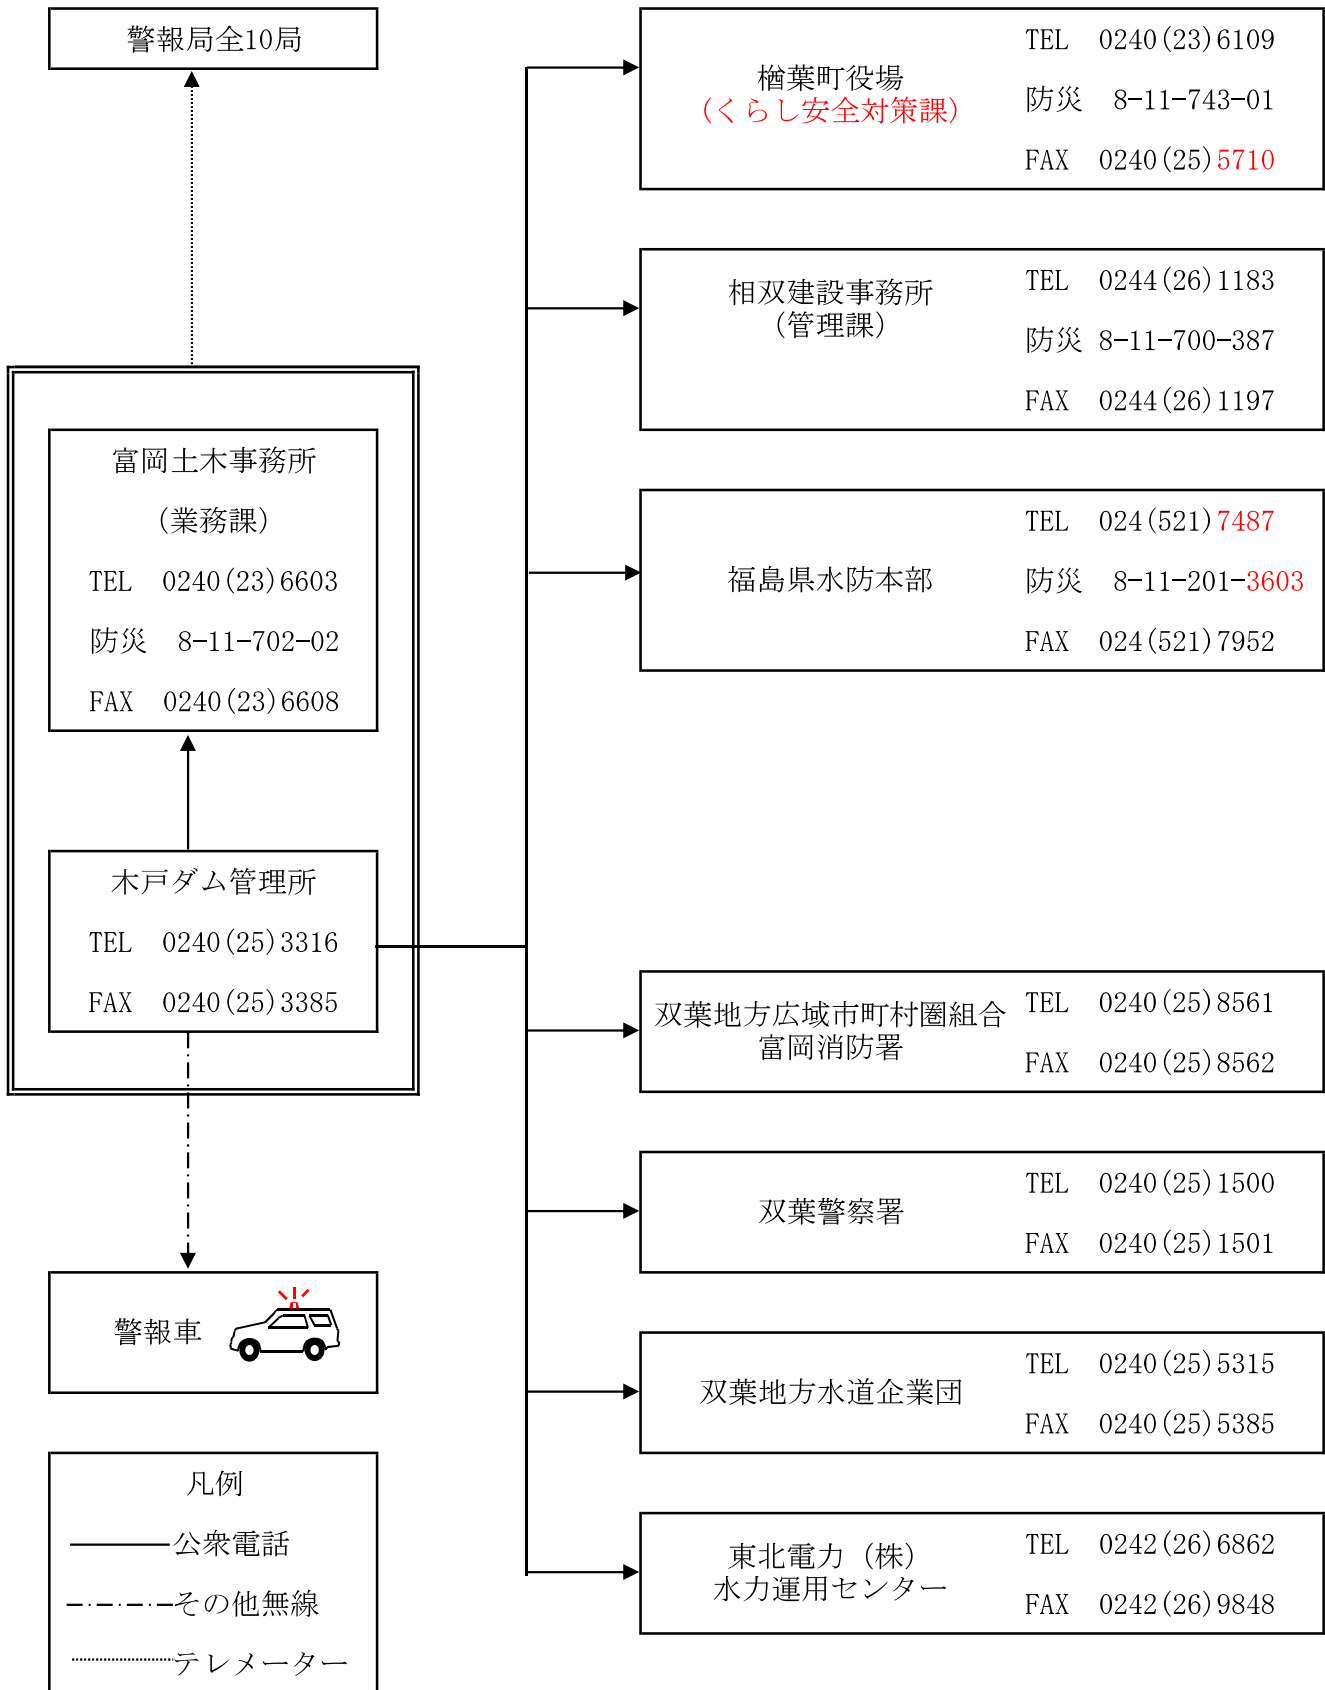 警報局全10局
富岡土木事務所
（業務課）
TEL 0240(23)6603
防災 8-11-702-02
FAX 0240(23)6608
木戸ダム管理所
TEL 0240(25)3316
FAX 0240(25)3385
警報車
凡例
公衆電話
その他無線
テレメーター
楢葉町役場
（くらし安全対策課）
TEL 0240(23)6109
防災 8-11-743-01
FAX 0240(25)5710
相双建設事務所
（管理課）
TEL 0244(26)1183
防災 8-11-700-387
FAX 0244(26)1197
福島県水防本部
TEL 024(521)7487
防災 8-11-201-3603
FAX 024(521)7952
双葉地方広域市町村圏組合
富岡消防署
TEL 0240(25)8561
FAX 0240(25)8562
双葉警察署
TEL 0240(25)1500
FAX 0240(25)1501
双葉地方水道企業団
TEL 0240(25)5315
FAX 0240(25)5385
東北電力（株）
水力運用センター
TEL 0242(26)6862
FAX 0242(26)9848